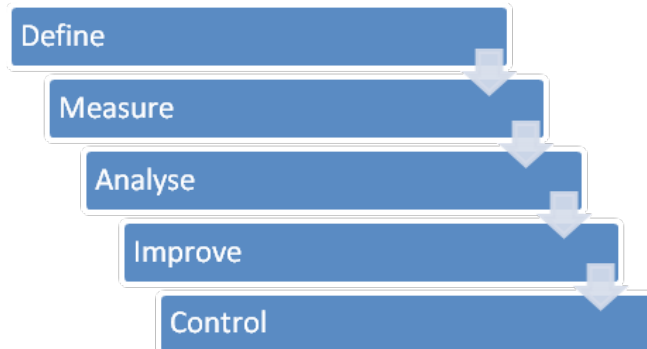 Define
Measure
Analyse
Improve
Control